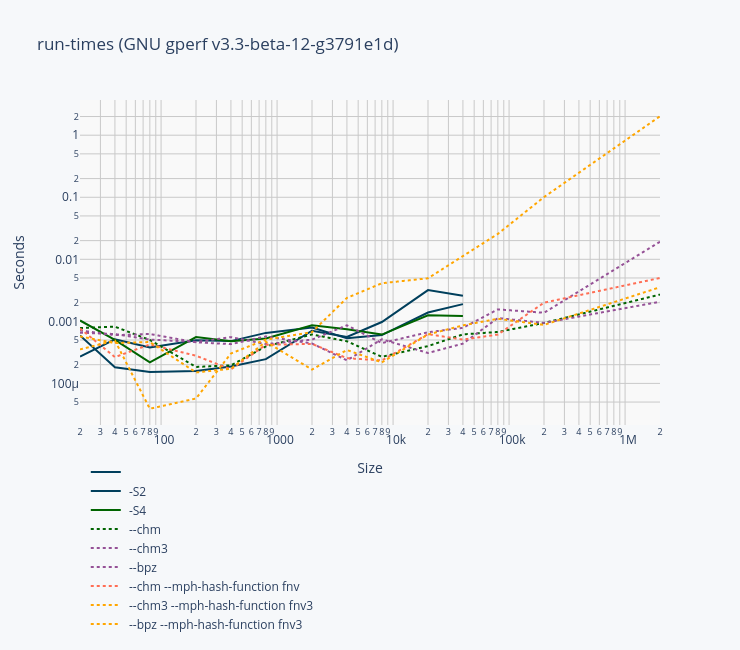 run-times (GNU gperf v3.3-beta-12-g3791e1d)
Seconds
2
1
5
2
0.1
5
2
0.01
5
2
0.001
5
2
100μ
5
2 3 4 5 6 7 8 9 100 2 3 4 5 6 7 8 9 1000 2 3 4 5 6 7 8 9 10k 2 3 4 5 6 7 8 9 100k 2 3 4 5 6 7 8 9 1M 2
Size
-S2
-S4
--chm
--chm3
--bpz
--chm --mph-hash-function fnv
--chm3 --mph-hash-function fnv3
--bpz --mph-hash-function fnv3